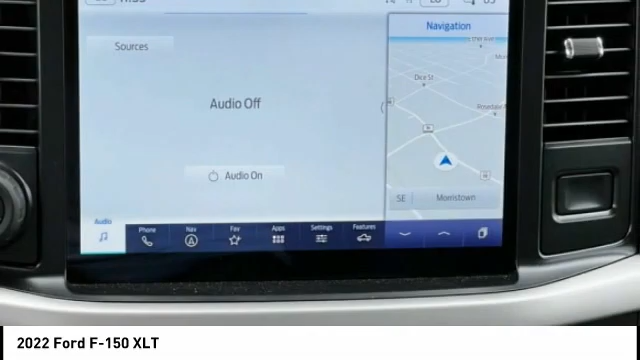 Navigation
Sources
Dice St
Audio Off
Audio On
SE Morristown
Audio
Phone
Nav
Fav
Apps
Settings
Features
2022 Ford F-150 XLT